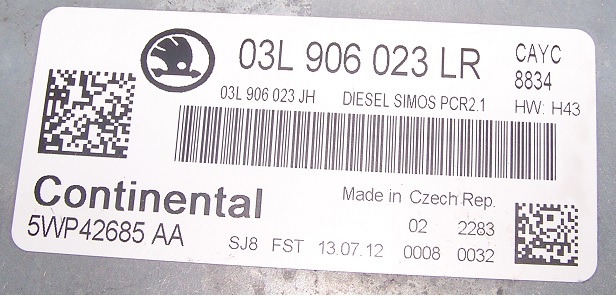 03L 906 023 LR CAYC
8834
03L 906 023 JH DIESEL SIMOS PCR2.1 HW: H43
Continental Made in Czech Rep.
5WP42685 AA 02 2283
SJ8 FST 13.07.12 0008 0032